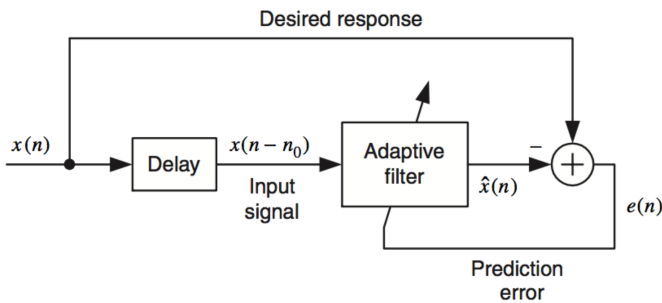 Desired response
x(n)
Delay
x(n − n₀)
Input
signal
Adaptive
filter
−
+
x̂(n)
e(n)
Prediction
error